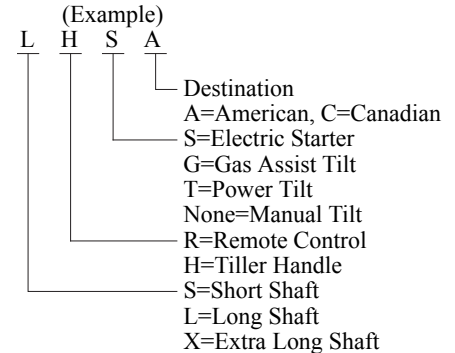 (Example)
L H S A
Destination
A=American, C=Canadian
S=Electric Starter
G=Gas Assist Tilt
T=Power Tilt
None=Manual Tilt
R=Remote Control
H=Tiller Handle
S=Short Shaft
L=Long Shaft
X=Extra Long Shaft